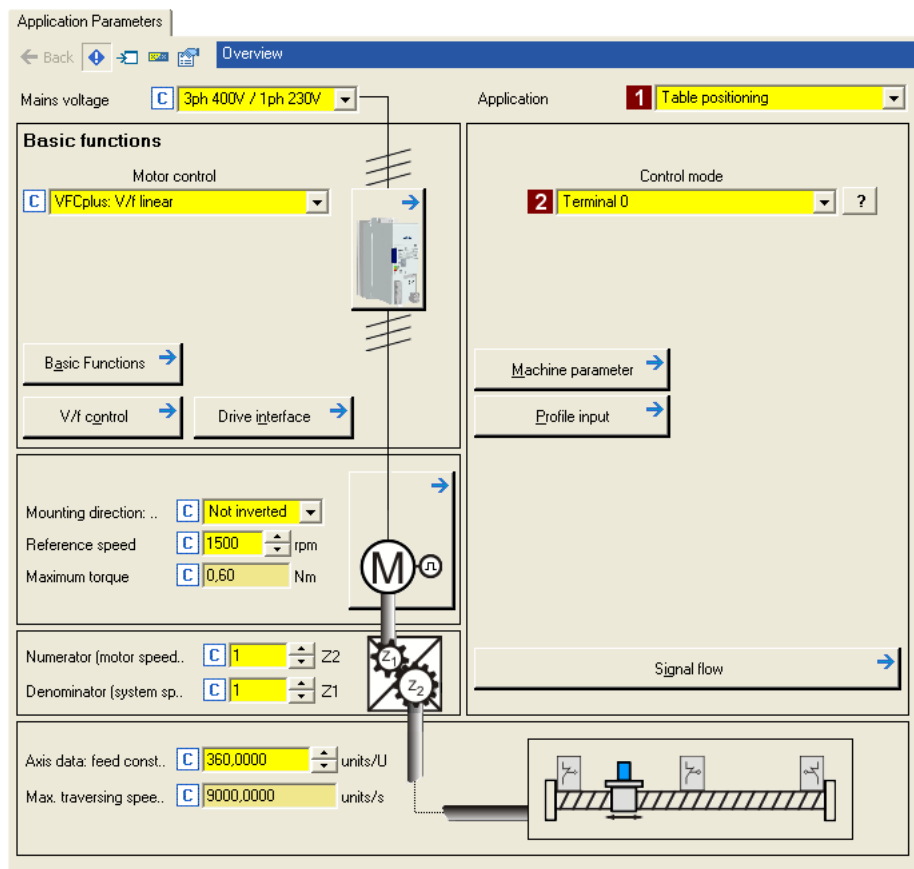 Application Parameters
Back
Overview
Mains voltage C 3ph 400V / 1ph 230V
Application 1 Table positioning
Basic functions
Motor control
C VFCplus: V/f linear
Control mode
2 Terminal 0 ?
Basic Functions
V/f control
Drive interface
Machine parameter
Profile input
Mounting direction: .. C Not inverted
Reference speed C 1500 rpm
Maximum torque C 0,60 Nm
M
Numerator (motor speed.. C 1 Z2
Denominator (system sp.. C 1 Z1
Z1
Z2
Signal flow
Axis data: feed const.. C 360,0000 units/U
Max. traversing spee.. C 9000,0000 units/s